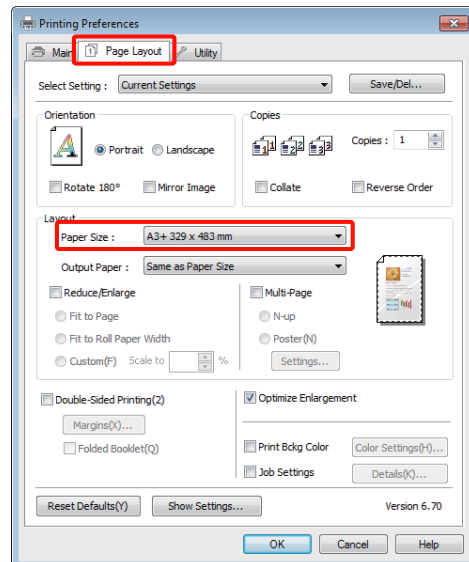 Printing Preferences
Main Page Layout Utility
Select Setting : Current Settings Save/Del...
Orientation Copies
Portrait Landscape Copies : 1
Rotate 180° Mirror Image Collate Reverse Order
Layout
Paper Size : A3+ 329 x 483 mm
Output Paper : Same as Paper Size
Reduce/Enlarge Multi-Page
Fit to Page N-up
Fit to Roll Paper Width Poster(N)
Custom(F) Scale to % Settings...
Double-Sided Printing(2) Optimize Enlargement
Margins(X)...
Folded Booklet(Q) Print Bckg Color Color Settings(H)...
Job Settings Details(K)...
Reset Defaults(Y) Show Settings... Version 6.70
OK Cancel Help